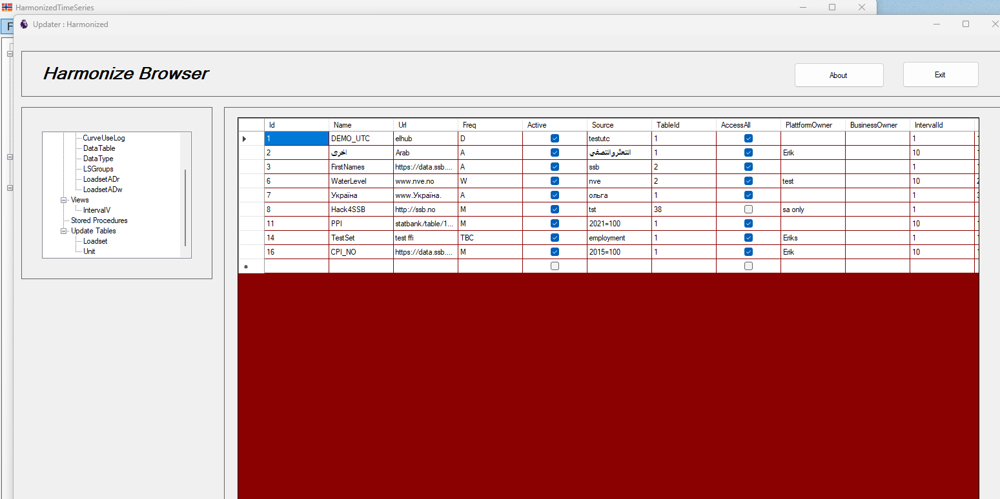 HarmonizedTimeSeries
F
Updater : Harmonized
Harmonize Browser
About
Exit
CurveUseLog
DataTable
DataType
LSGroups
LoadsetADr
LoadsetADw
Views
IntervalV
Stored Procedures
Update Tables
Loadset
Unit
Id Name Url Freq Active Source TableId AccessAll PlattformOwner BusinessOwner IntervalId
1 DEMO_UTC elhub D testutc 1 1
2 اخرى Arab A التعثروالتصفي 1 Erik 10
3 FirstNames https://data.ssb.... A ssb 2 1
6 WaterLevel www.nve.no W nve 2 test 10
7 Україна www.Україна. A ольга 1 1
8 Hack4SSB http://ssb.no M tst 38 sa only 1
11 PPI statbank/table/1... M 2021=100 1 10
14 TestSet test ffi TBC employment 1 Eriks 1
16 CPI_NO https://data.ssb.... M 2015=100 1 Erik 10